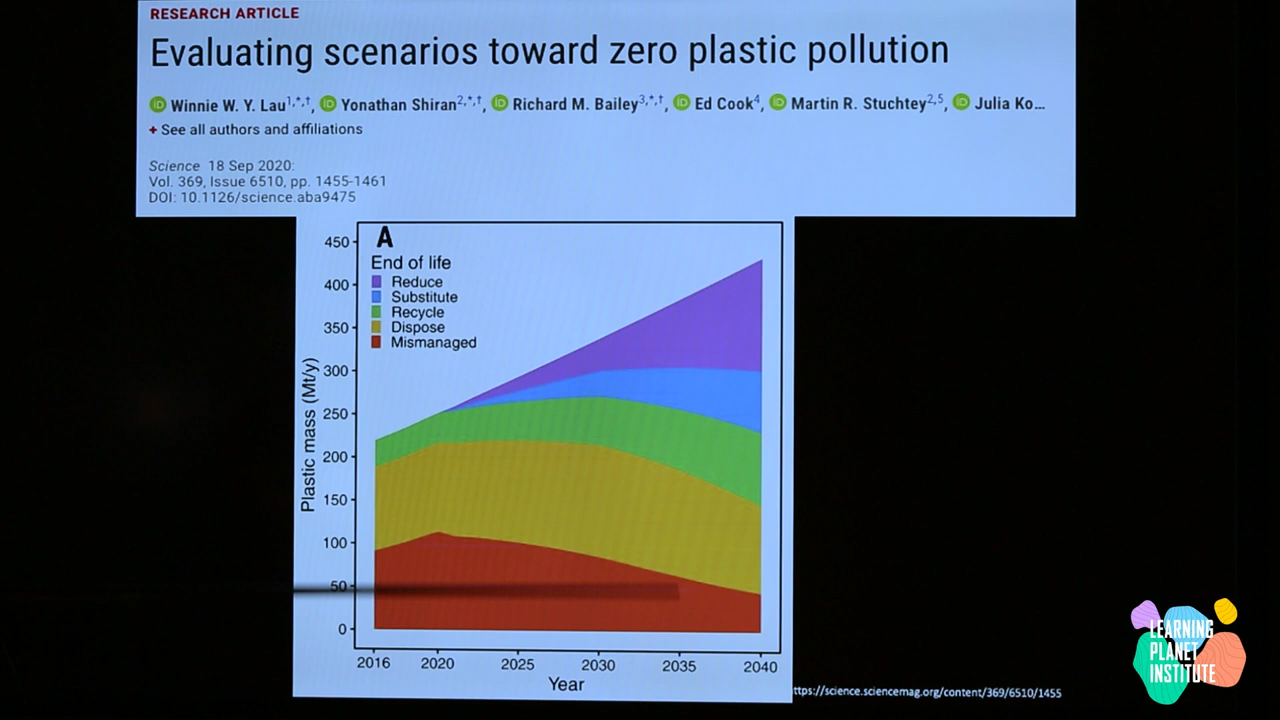 RESEARCH ARTICLE
Evaluating scenarios toward zero plastic pollution
Winnie W. Y. Lau1,*,†, Yonathan Shiran2,*,†, Richard M. Bailey3,*,†, Ed Cook4, Martin R. Stuchtey2,5, Julia Ko...
+ See all authors and affiliations
Science 18 Sep 2020:
Vol. 369, Issue 6510, pp. 1455-1461
DOI: 10.1126/science.aba9475
A
End of life
Reduce
Substitute
Recycle
Dispose
Mismanaged
Plastic mass (Mt/y)
450
400
350
300
250
200
150
100
50
0
2016 2020 2025 2030 2035 2040
Year
ttps://science.sciencemag.org/content/369/6510/1455
LEARNING
PLANET
INSTITUTE